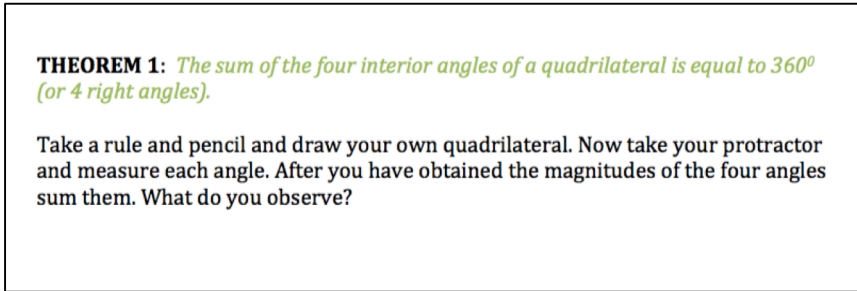 THEOREM 1: The sum of the four interior angles of a quadrilateral is equal to 360⁰
(or 4 right angles).
Take a rule and pencil and draw your own quadrilateral. Now take your protractor
and measure each angle. After you have obtained the magnitudes of the four angles
sum them. What do you observe?